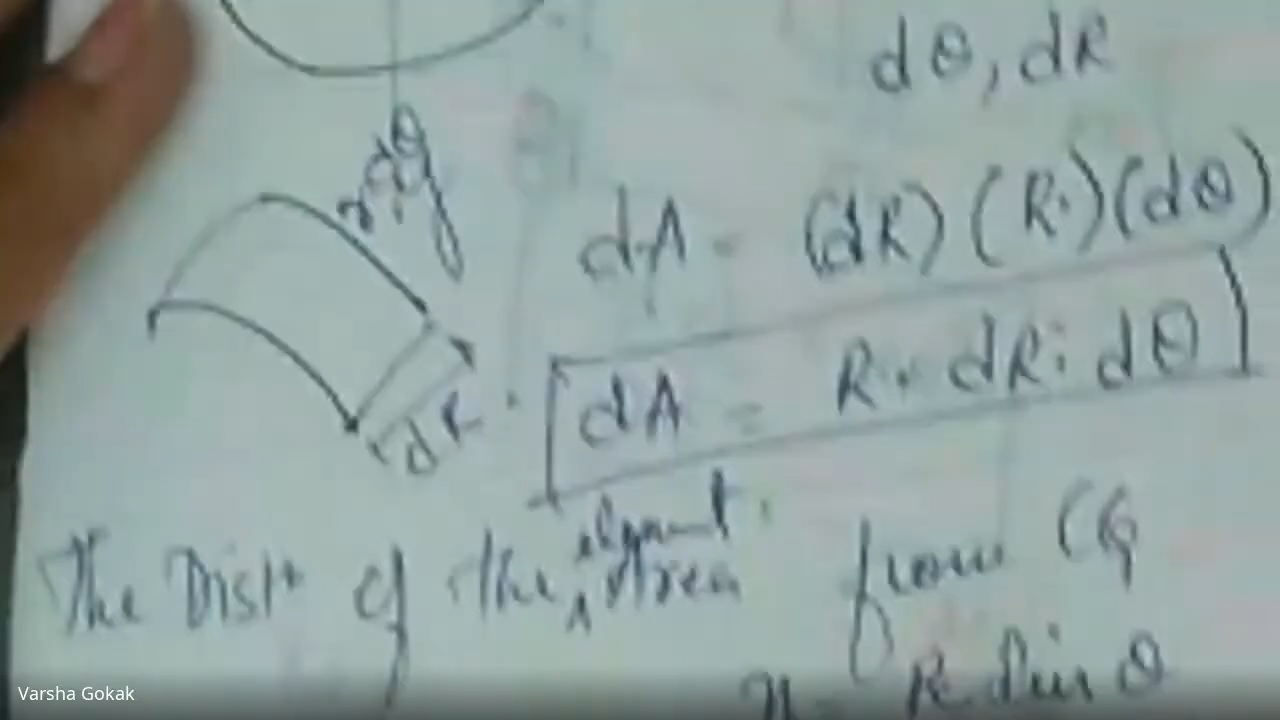 dθ, dR
r.dθ
dA = (dR) (R.) (dθ)
dA = R. dR. dθ
dR
element
The Dist of the Area from CG
= R sin θ
Varsha Gokak